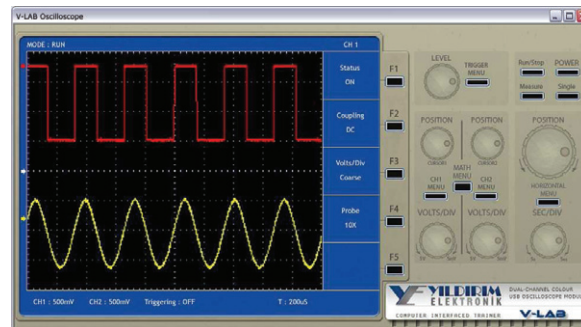 V-LAB Oscilloscope
MODE : RUN
CH 1
Status
ON
Coupling
DC
Volts/Div
Coarse
Probe
10X
CH1 : 500mV CH2 : 500mV Triggering : OFF T : 200uS
F1
F2
F3
F4
F5
LEVEL
TRIGGER
MENU
Run/Stop POWER
Measure Single
POSITION POSITION POSITION
CURSOR1 CURSOR2
MATH
MENU
CH1
MENU
CH2
MENU
HORIZONTAL
MENU
VOLTS/DIV VOLTS/DIV SEC/DIV
YILDIRIM
ELEKTRONİK
DUAL-CHANNEL COLOUR
USB OSCILLOSCOPE MODULE
COMPUTER INTERFACED TRAINER V-LAB